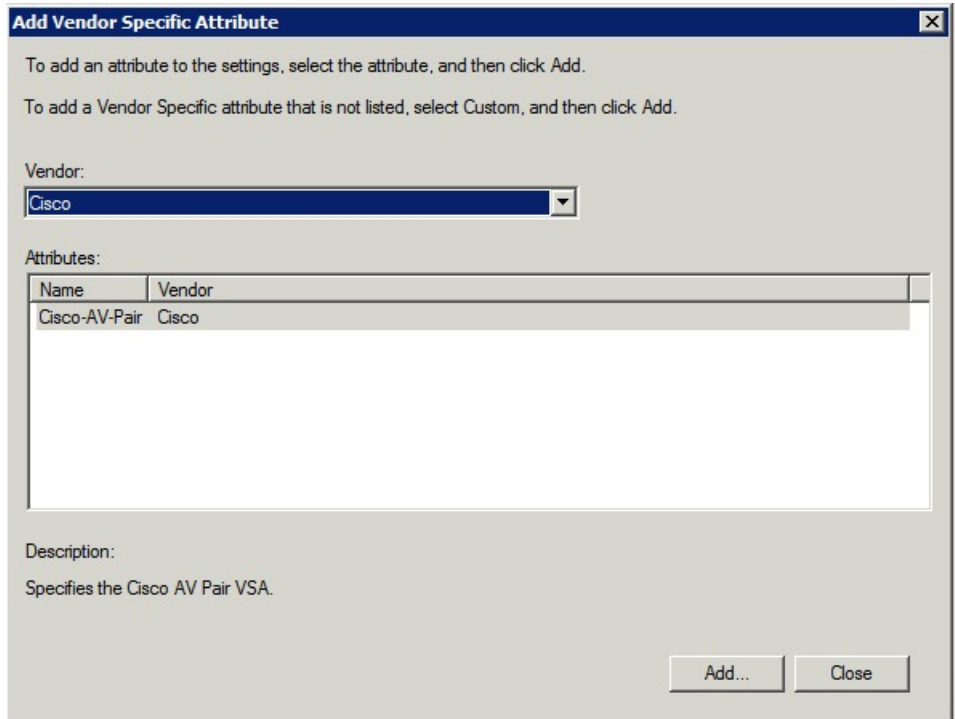 Add Vendor Specific Attribute
To add an attribute to the settings, select the attribute, and then click Add.
To add a Vendor Specific attribute that is not listed, select Custom, and then click Add.
Vendor:
Cisco
Attributes:
Name Vendor
Cisco-AV-Pair Cisco
Description:
Specifies the Cisco AV Pair VSA.
Add... Close